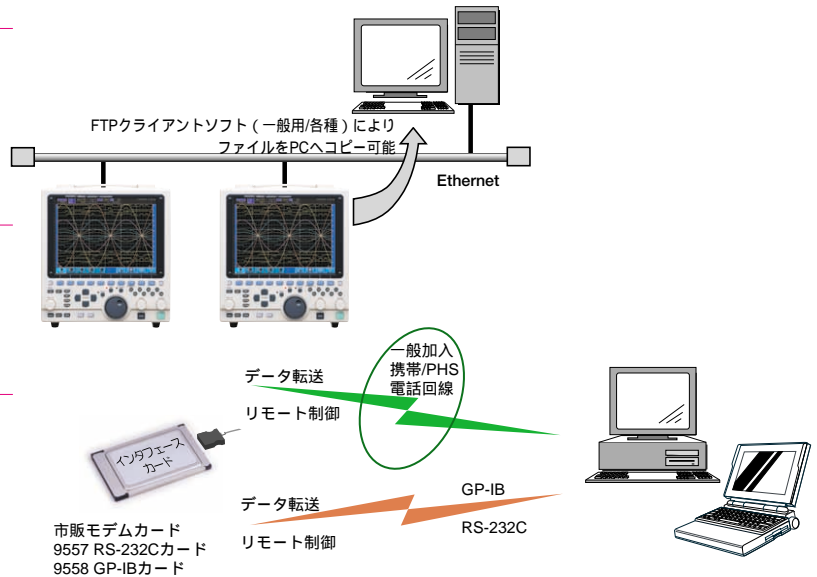 FTPクライアントソフト(一般用/各種)により
ファイルをPCへコピー可能
Ethernet
一般加入
携帯/PHS
電話回線
データ転送
リモート制御
インタフェース
カード
データ転送
リモート制御
GP-IB
RS-232C
市販モデムカード
9557 RS-232Cカード
9558 GP-IBカード